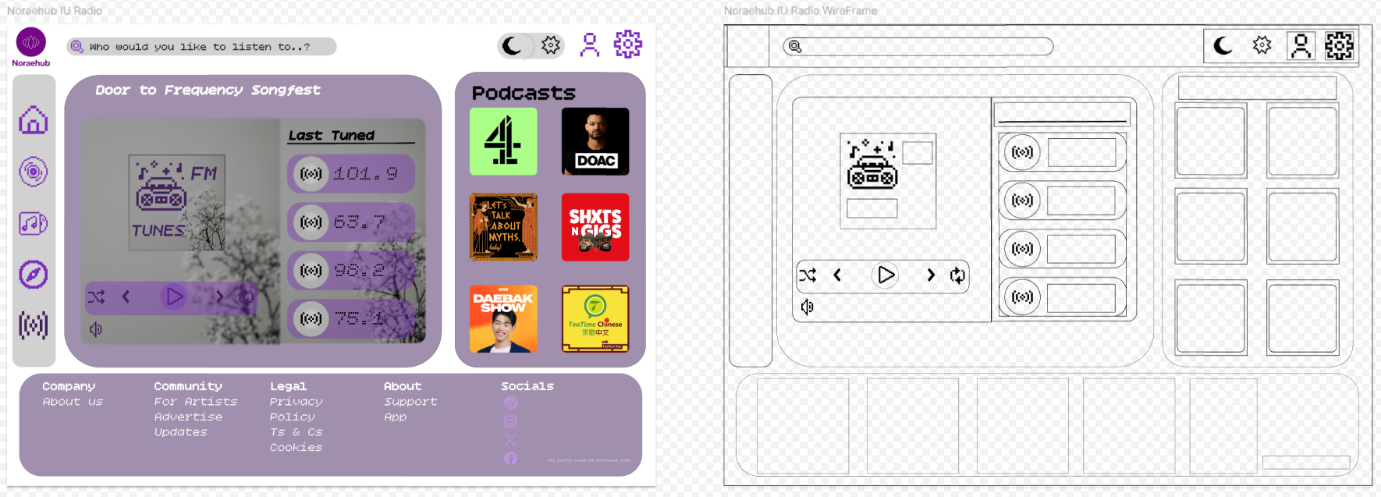 Noraehub IU Radio
Noraehub IU Radio WireFrame
Noraehub
Who would you like to listen to..?
Door to Frequency Songfest
Last Tuned
FM
TUNES
101.9
63.7
98.2
75.1
Podcasts
4
DOAC
LET'S
TALK
ABOUT
MYTHS,
baby!
SHXTS
N GIGS
DAEBAK
SHOW
TeaTime Chinese
茶歇中文
Company
About us
Community
For Artists
Advertise
Updates
Legal
Privacy
Policy
Ts & Cs
Cookies
About
Support
App
Socials